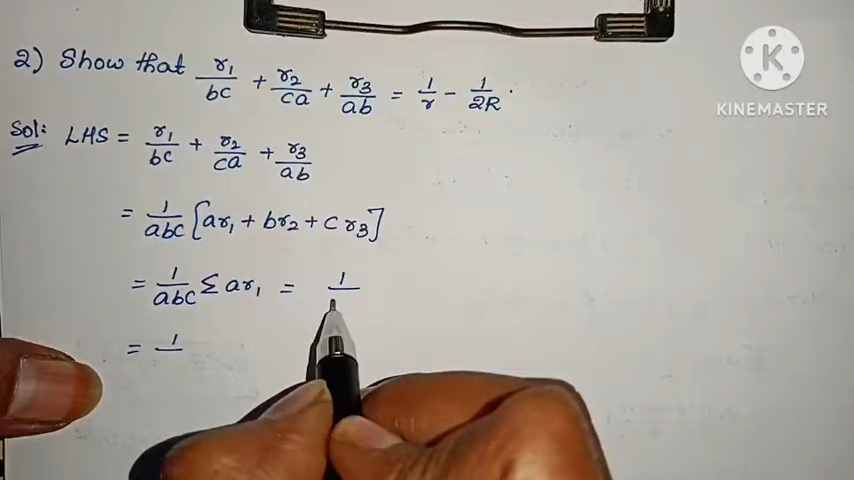 2) Show that r₁/bc + r₂/ca + r₃/ab = 1/r - 1/2R.
K
KINEMASTER
Sol: LHS = r₁/bc + r₂/ca + r₃/ab
= 1/abc [ar₁ + br₂ + cr₃]
= 1/abc Σ ar₁ = 1/
= 1/